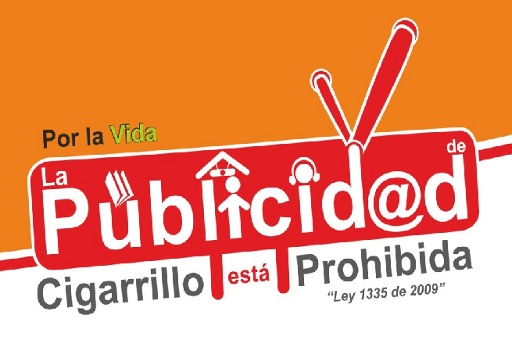 Por la Vida
La Publicid@d de
Cigarrillo está Prohibida
“Ley 1335 de 2009”